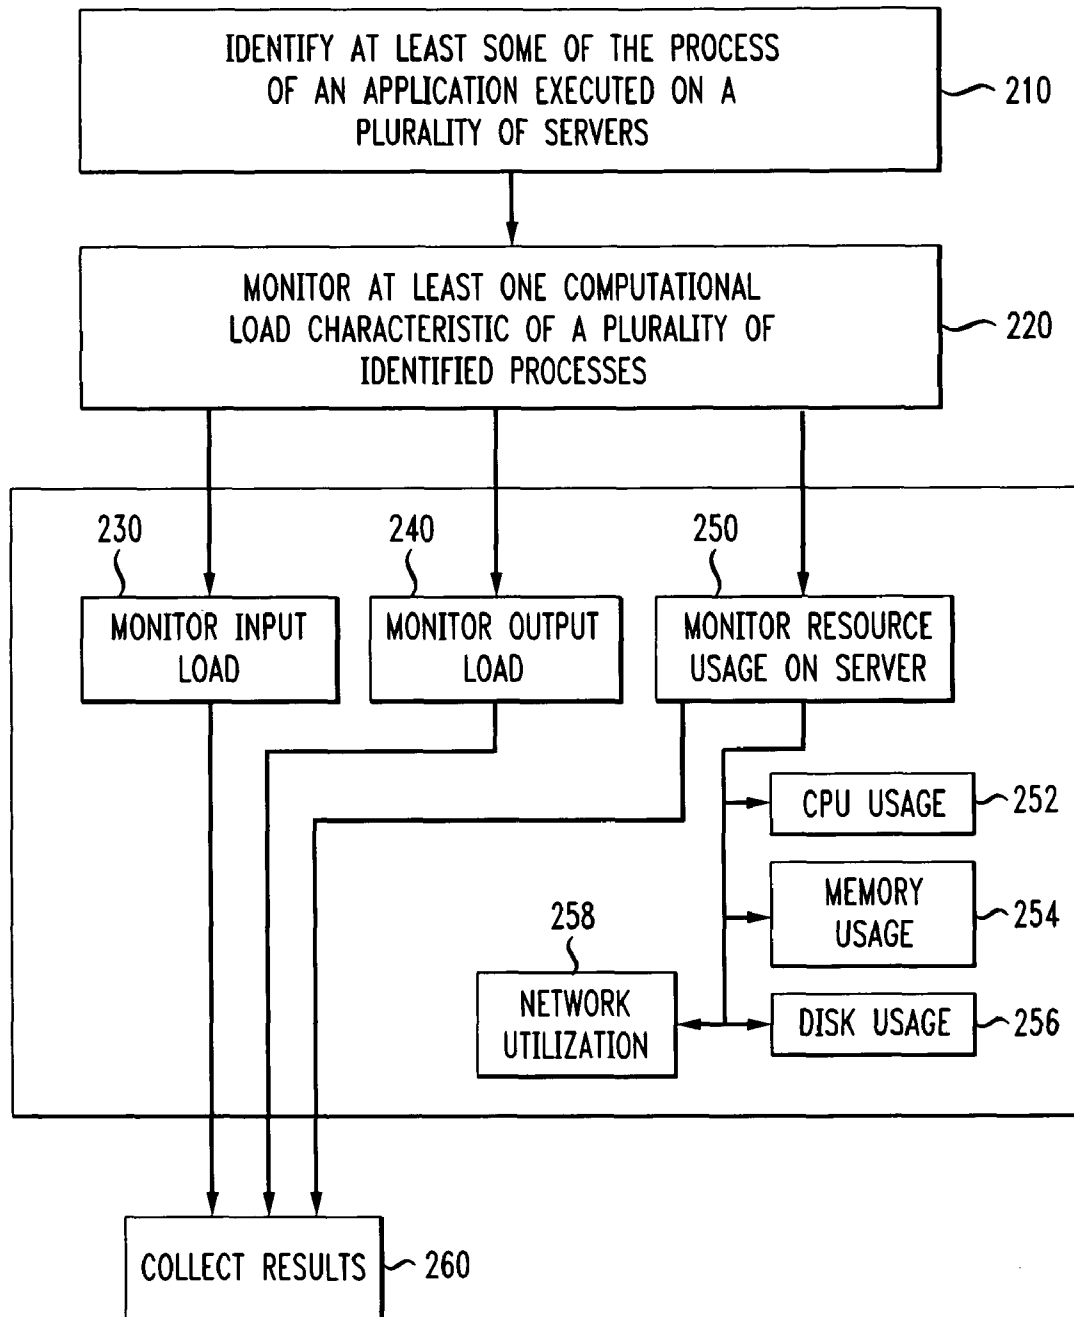 IDENTIFY AT LEAST SOME OF THE PROCESS
OF AN APPLICATION EXECUTED ON A
PLURALITY OF SERVERS
210
MONITOR AT LEAST ONE COMPUTATIONAL
LOAD CHARACTERISTIC OF A PLURALITY OF
IDENTIFIED PROCESSES
220
230
240
250
MONITOR INPUT
LOAD
MONITOR OUTPUT
LOAD
MONITOR RESOURCE
USAGE ON SERVER
CPU USAGE
252
MEMORY
USAGE
254
258
NETWORK
UTILIZATION
DISK USAGE
256
COLLECT RESULTS
260